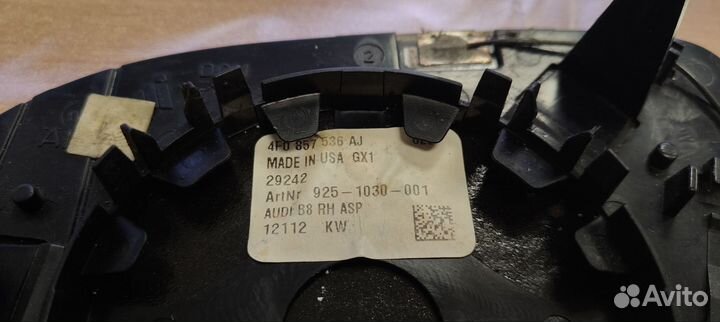 2
4F0 857 536 AJ
MADE IN USA GX1
29242
ArtNr 925-1030-001
AUDI B8 RH ASP
12112 KW
Avito